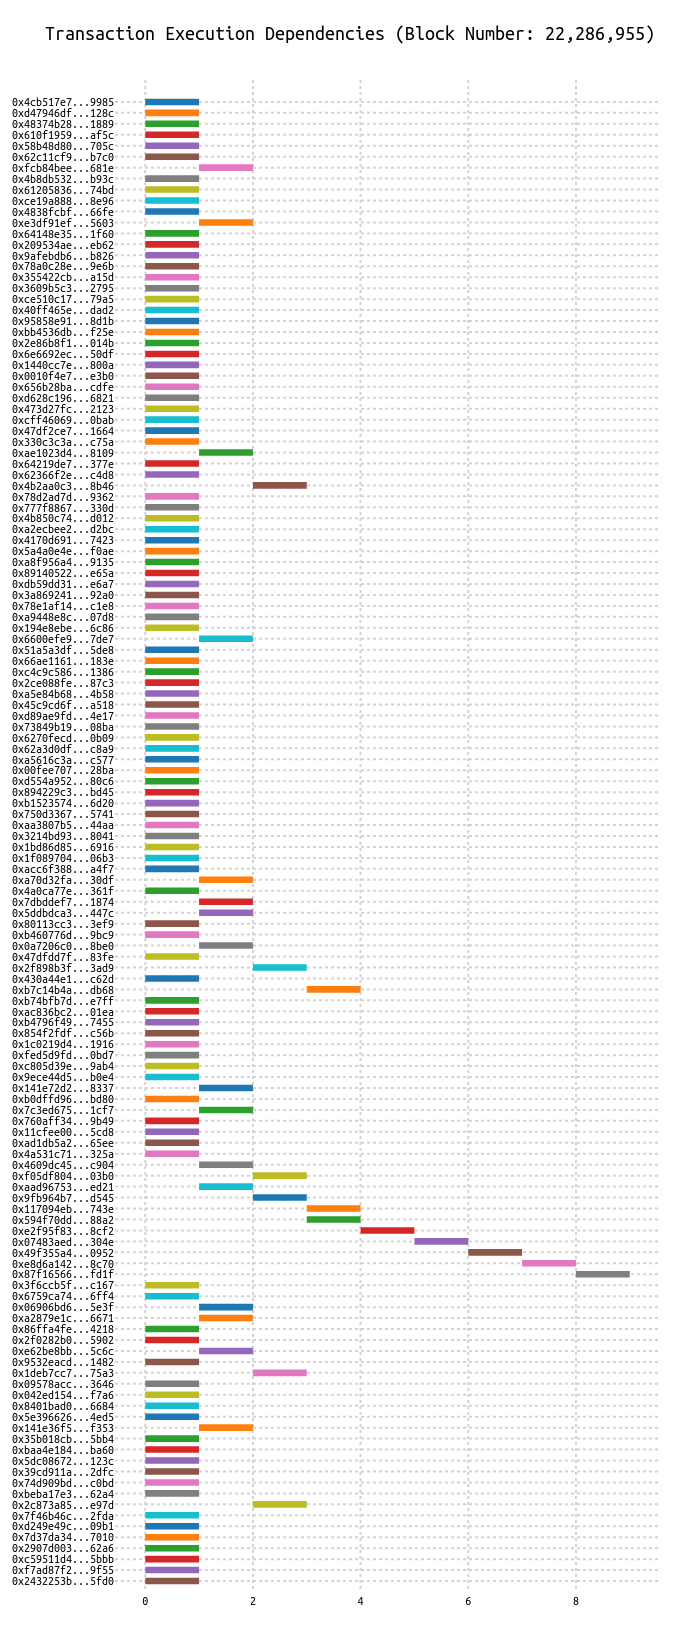 Transaction Execution Dependencies (Block Number: 22,286,955)
0x4cb517e7...9985
0xd47946df...128c
0x48374b28...1889
0x610f1959...af5c
0x58b48d80...705c
0x62c11cf9...b7c0
0xfcb84bee...681e
0x4b8db532...b93c
0x61205836...74bd
0xce19a888...8e96
0x4838fcbf...66fe
0xe3df91ef...5603
0x64148e35...1f60
0x209534ae...eb62
0x9afebdb6...b826
0x78a0c28e...9e6b
0x355422cb...a15d
0x3609b5c3...2795
0xce510c17...79a5
0x40ff465e...dad2
0x95858e91...8d1b
0xbb4536db...f25e
0x2e86b8f1...014b
0x6e6692ec...50df
0x1440cc7e...800a
0x0010f4e7...e3b0
0x656b28ba...cdfe
0xd628c196...6821
0x473d27fc...2123
0xcff46069...0bab
0x47df2ce7...1664
0x330c3c3a...c75a
0xae1023d4...8109
0x64219de7...377e
0x62366f2e...c4d8
0x4b2aa0c3...8b46
0x78d2ad7d...9362
0x777f8867...330d
0x4b850c74...d012
0xa2ecbee2...d2bc
0x4170d691...7423
0x5a4a0e4e...f0ae
0xa8f956a4...9135
0x89140522...e65a
0xdb59dd31...e6a7
0x3a869241...92a0
0x78e1af14...c1e8
0xa9448e8c...07d8
0x194e8ebe...6c86
0x6600efe9...7de7
0x51a5a3df...5de8
0x66ae1161...183e
0xc4c9c586...1386
0x2ce088fe...87c3
0xa5e84b68...4b58
0x45c9cd6f...a518
0xd89ae9fd...4e17
0x73849b19...08ba
0x6270fecd...0b09
0x62a3d0df...c8a9
0xa5616c3a...c577
0x00fee707...28ba
0xd554a952...80c6
0x894229c3...bd45
0xb1523574...6d20
0x750d3367...5741
0xaa3807b5...44aa
0x3214bd93...8041
0x1bd86d85...6916
0x1f089704...06b3
0xacc6f388...a4f7
0xa70d32fa...30df
0x4a0ca77e...361f
0x7dbddef7...1874
0x5ddbdca3...447c
0x80113cc3...3ef9
0xb460776d...9bc9
0x0a7206c0...8be0
0x47dfdd7f...83fe
0x2f898b3f...3ad9
0x430a44e1...c62d
0xb7c14b4a...db68
0xb74bfb7d...e7ff
0xac836bc2...01ea
0xb4796f49...7455
0x854f2fdf...c56b
0x1c0219d4...1916
0xfed5d9fd...0bd7
0xc805d39e...9ab4
0x9ece44d5...b0e4
0x141e72d2...8337
0xb0dffd96...bd80
0x7c3ed675...1cf7
0x760aff34...9b49
0x11cfee00...5cd8
0xad1db5a2...65ee
0x4a531c71...325a
0x4609dc45...c904
0xf05df804...03b0
0xaad96753...ed21
0x9fb964b7...d545
0x117094eb...743e
0x594f70dd...88a2
0xe2f95f83...8cf2
0x07483aed...304e
0x49f355a4...0952
0xe8d6a142...8c70
0x87f16566...fd1f
0x3f6ccb5f...c167
0x6759ca74...6ff4
0x06906bd6...5e3f
0xa2879e1c...6671
0x86ffa4fe...4218
0x2f0282b0...5902
0xe62be8bb...5c6c
0x9532eacd...1482
0x1deb7cc7...75a3
0x09578acc...3646
0x042ed154...f7a6
0x8401bad0...6684
0x5e396626...4ed5
0x141e36f5...f353
0x35b018cb...5bb4
0xbaa4e184...ba60
0x5dc08672...123c
0x39cd911a...2dfc
0x74d909bd...c0bd
0xbeba17e3...62a4
0x2c873a85...e97d
0x7f46b46c...2fda
0xd249e49c...09b1
0x7d37da34...7010
0x2907d003...62a6
0xc59511d4...5bbb
0xf7ad87f2...9f55
0x2432253b...5fd0
0 2 4 6 8